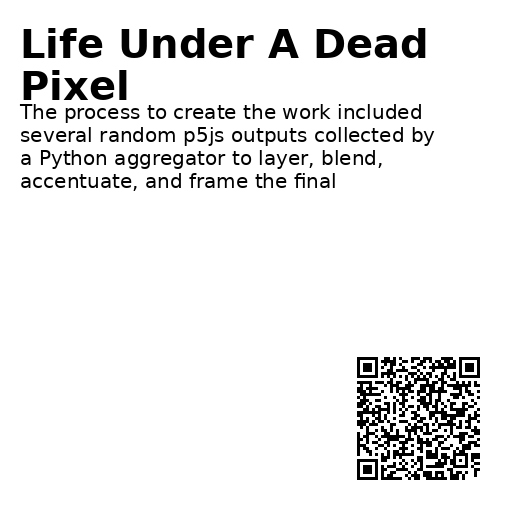 Life Under A Dead
Pixel
The process to create the work included
several random p5js outputs collected by
a Python aggregator to layer, blend,
accentuate, and frame the final